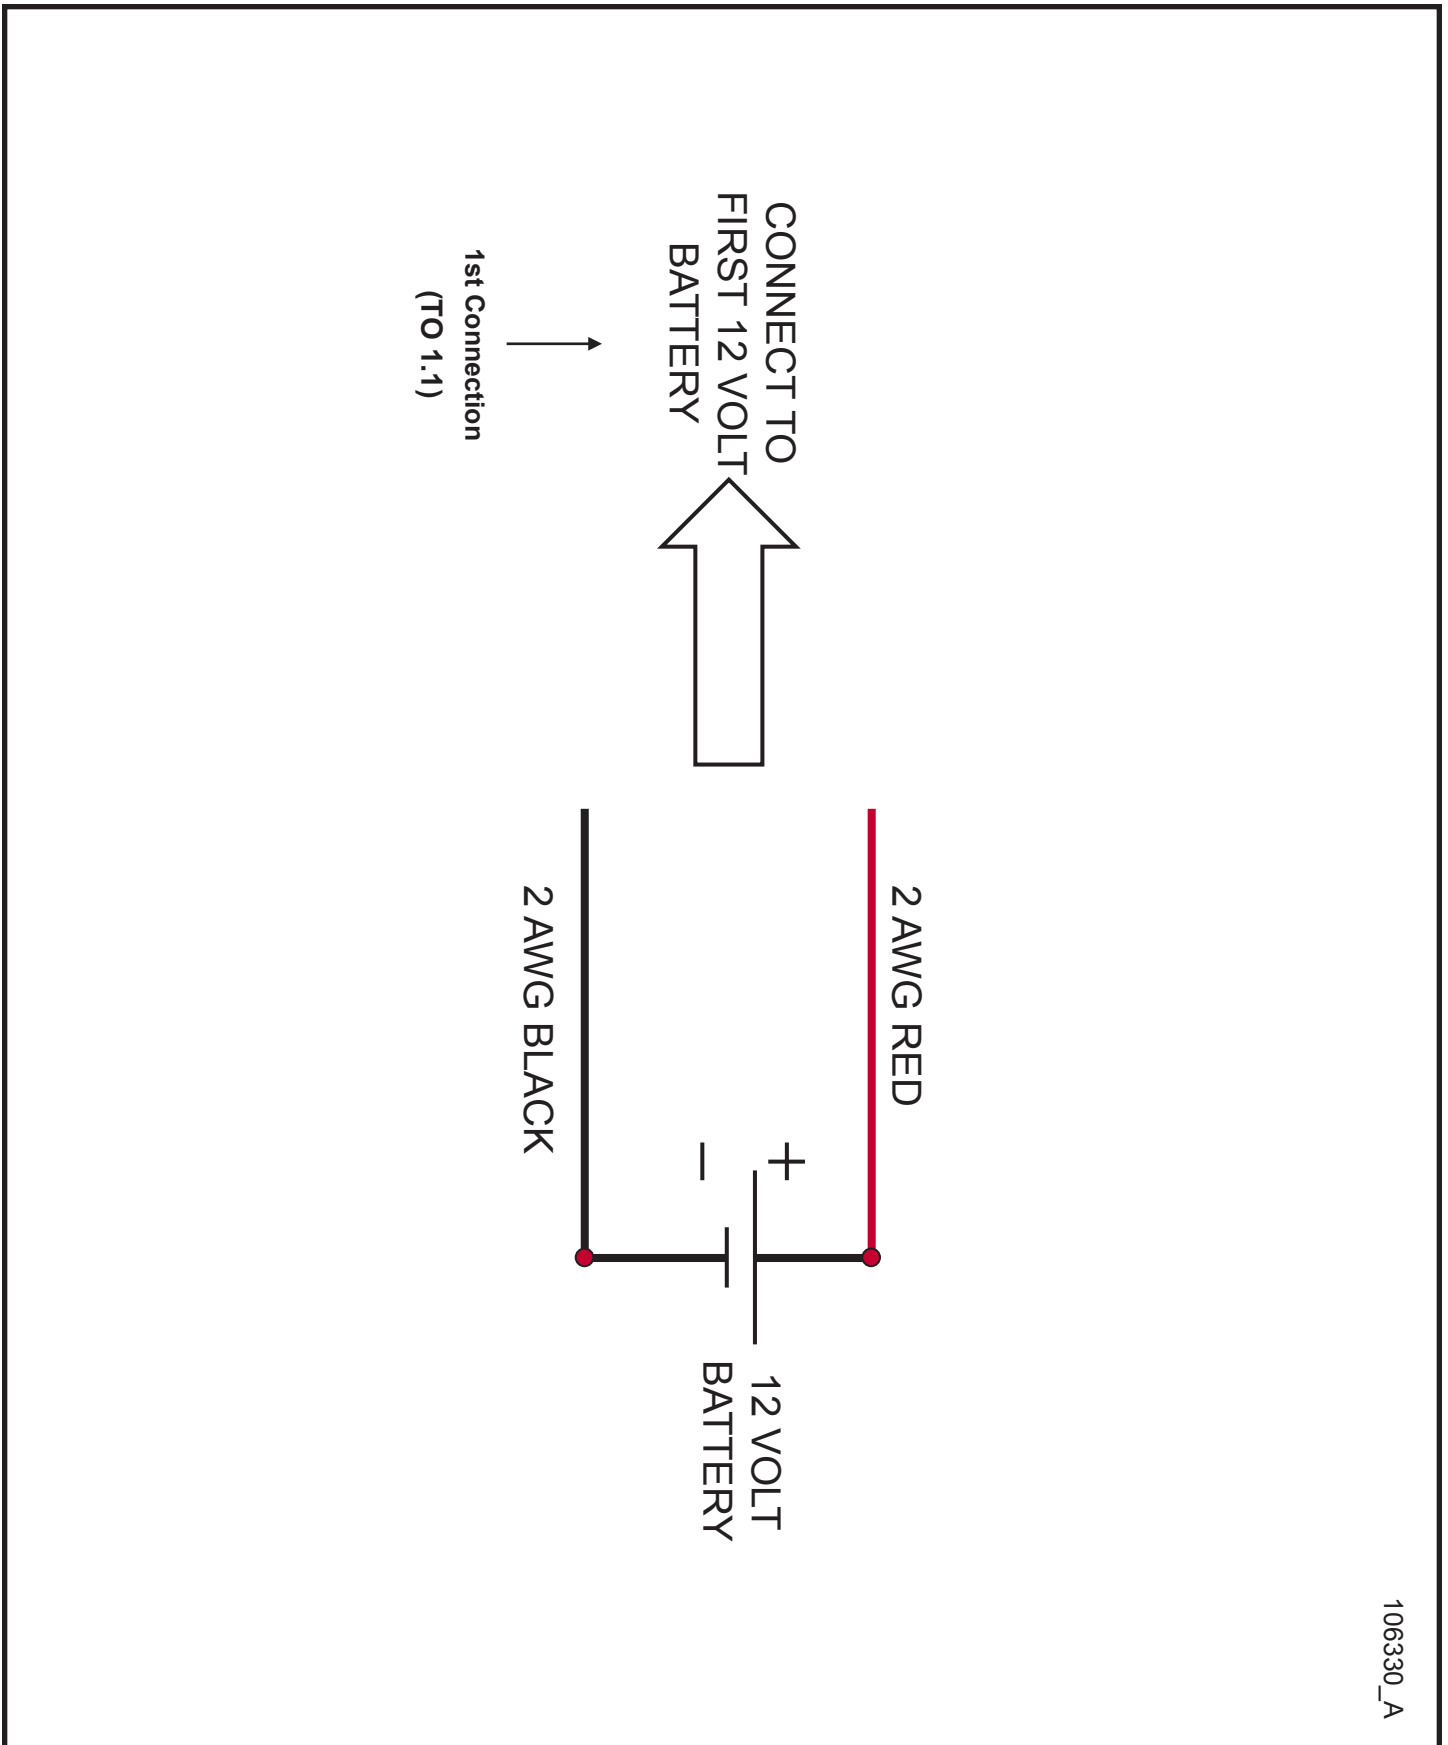 106330_A
CONNECT TO
FIRST 12 VOLT
BATTERY
1st Connection
(TO 1.1)
2 AWG RED
2 AWG BLACK
+
−
12 VOLT
BATTERY